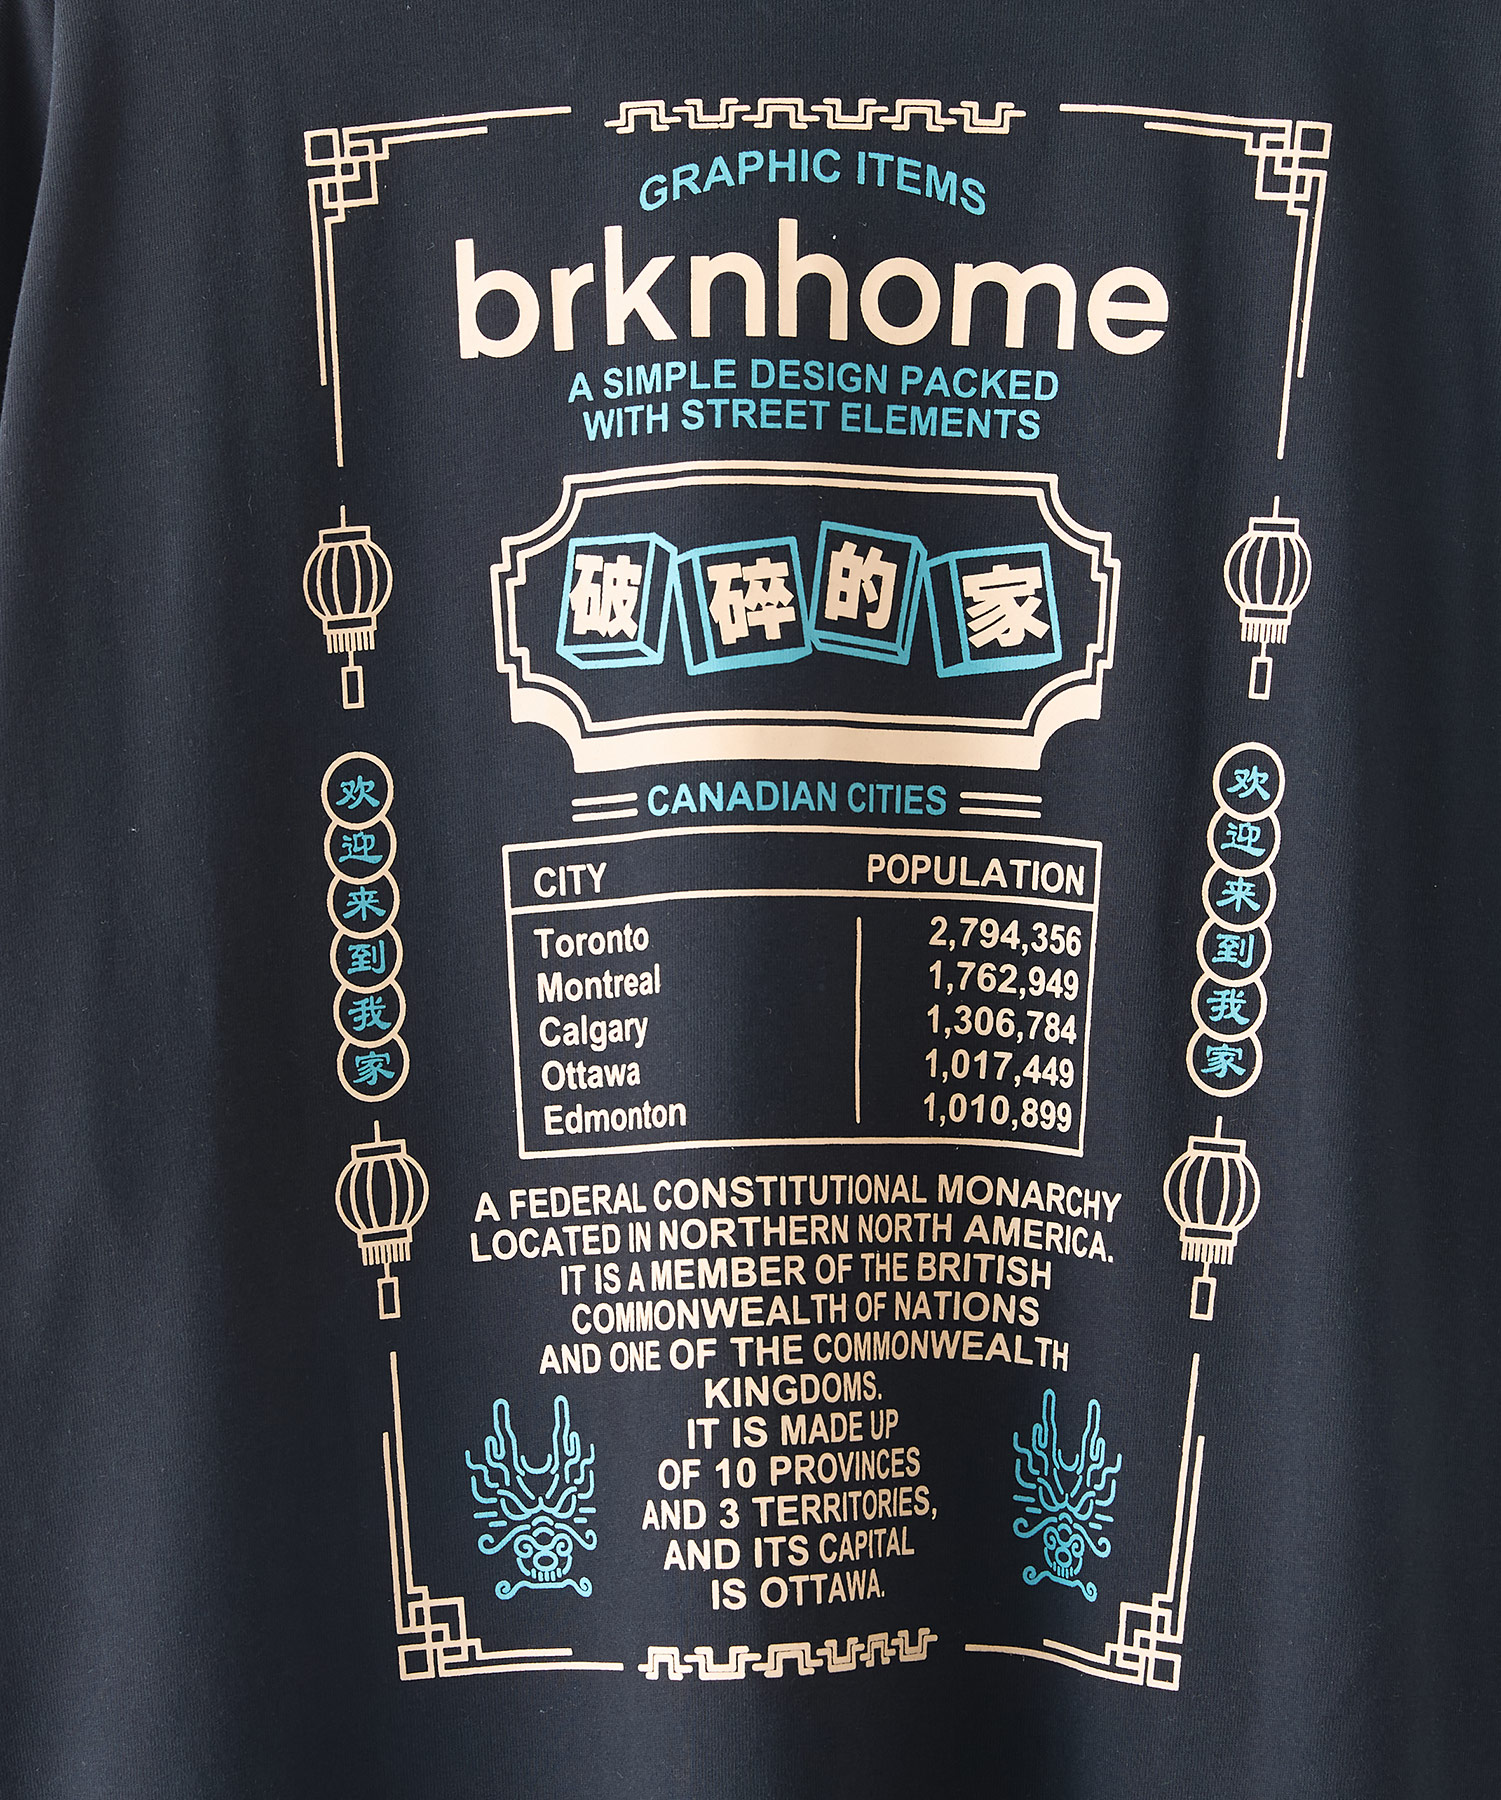 GRAPHIC ITEMS
brknhome
A SIMPLE DESIGN PACKED
WITH STREET ELEMENTS
破碎的家
欢迎来到我家
欢迎来到我家
CANADIAN CITIES
CITY POPULATION
Toronto 2,794,356
Montreal 1,762,949
Calgary 1,306,784
Ottawa 1,017,449
Edmonton 1,010,899
A FEDERAL CONSTITUTIONAL MONARCHY
LOCATED IN NORTHERN NORTH AMERICA.
IT IS A MEMBER OF THE BRITISH
COMMONWEALTH OF NATIONS
AND ONE OF THE COMMONWEALTH
KINGDOMS.
IT IS MADE UP
OF 10 PROVINCES
AND 3 TERRITORIES,
AND ITS CAPITAL
IS OTTAWA.